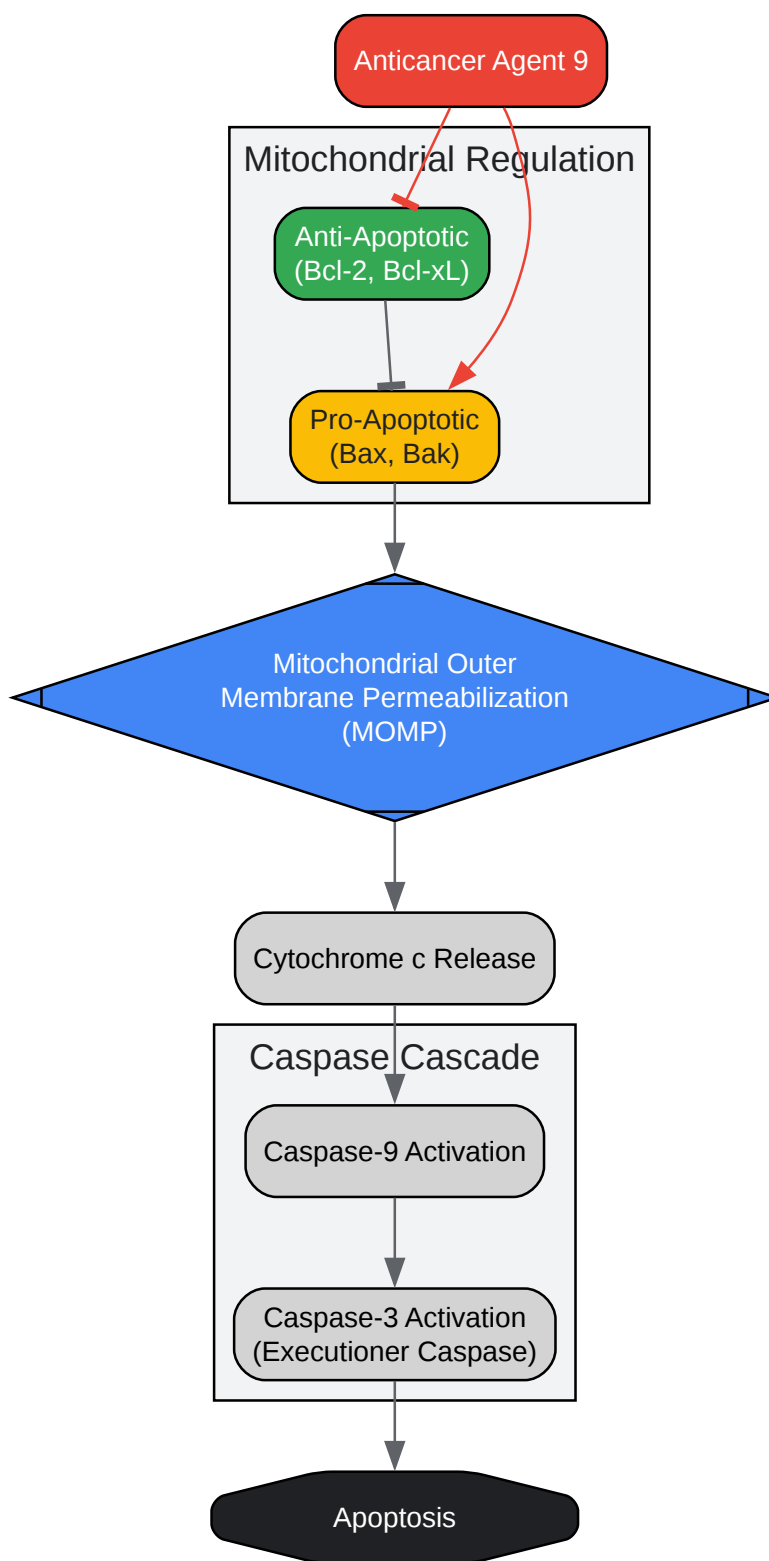 Anticancer Agent 9
Mitochondrial Regulation
Anti-Apoptotic
(Bcl-2, Bcl-xL)
Pro-Apoptotic
(Bax, Bak)
Mitochondrial Outer
Membrane Permeabilization
(MOMP)
Cytochrome c Release
Caspase Cascade
Caspase-9 Activation
Caspase-3 Activation
(Executioner Caspase)
Apoptosis